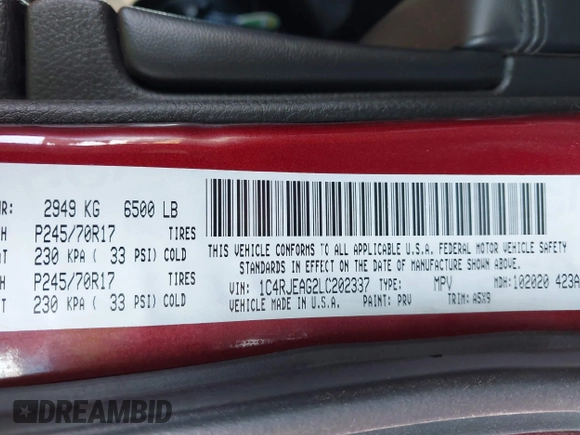 R: 2949 KG 6500 LB
P245/70R17 TIRES
230 KPA ( 33 PSI) COLD
P245/70R17 TIRES
230 KPA ( 33 PSI) COLD
THIS VEHICLE CONFORMS TO ALL APPLICABLE U.S.A. FEDERAL MOTOR VEHICLE SAFETY
STANDARDS IN EFFECT ON THE DATE OF MANUFACTURE SHOWN ABOVE
VIN: 1C4RJEAG2LC202337 TYPE: MPV MDH: 102020 423A
VEHICLE MADE IN U.S.A. PAINT: PRV TRIM: A5X9
DREAMBID